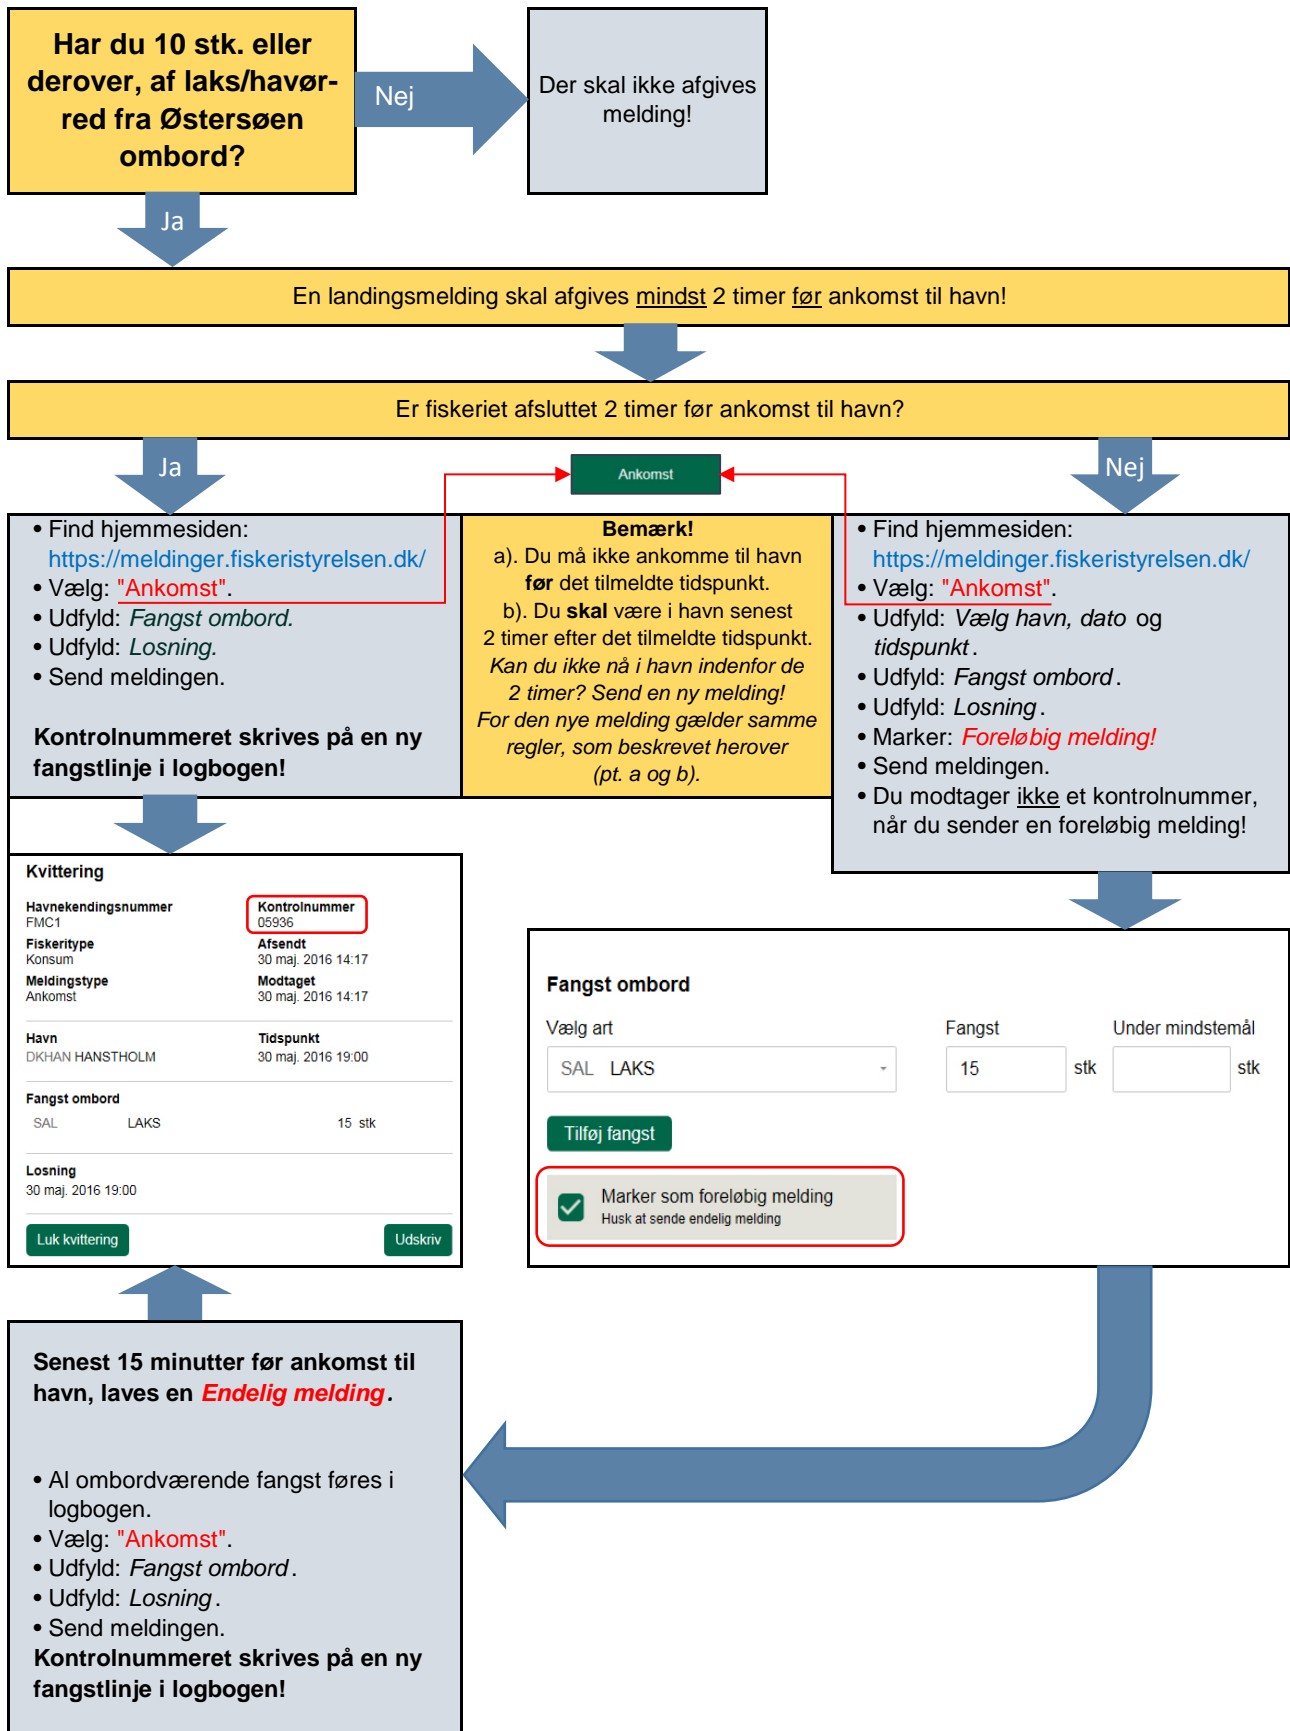 Har du 10 stk. eller
derover, af laks/havør-
red fra Østersøen
ombord?
Nej
Der skal ikke afgives
melding!
Ja
En landingsmelding skal afgives mindst 2 timer før ankomst til havn!
Er fiskeriet afsluttet 2 timer før ankomst til havn?
Ja
Ankomst
Nej
• Find hjemmesiden:
https://meldinger.fiskeristyrelsen.dk/
• Vælg: "Ankomst".
• Udfyld: Fangst ombord.
• Udfyld: Losning.
• Send meldingen.
Kontrolnummeret skrives på en ny
fangstlinje i logbogen!
Bemærk!
a). Du må ikke ankomme til havn
før det tilmeldte tidspunkt.
b). Du skal være i havn senest
2 timer efter det tilmeldte tidspunkt.
Kan du ikke nå i havn indenfor de
2 timer? Send en ny melding!
For den nye melding gælder samme
regler, som beskrevet herover
(pt. a og b).
• Find hjemmesiden:
https://meldinger.fiskeristyrelsen.dk/
• Vælg: "Ankomst".
• Udfyld: Vælg havn, dato og
tidspunkt.
• Udfyld: Fangst ombord.
• Udfyld: Losning.
• Marker: Foreløbig melding!
• Send meldingen.
• Du modtager ikke et kontrolnummer,
når du sender en foreløbig melding!
Kvittering
Havnekendingsnummer Kontrolnummer
FMC1 05936
Fiskeritype Afsendt
Konsum 30 maj. 2016 14:17
Meldingstype Modtaget
Ankomst 30 maj. 2016 14:17
Havn Tidspunkt
DKHAN HANSTHOLM 30 maj. 2016 19:00
Fangst ombord
SAL LAKS 15 stk
Losning
30 maj. 2016 19:00
Luk kvittering Udskriv
Fangst ombord
Vælg art Fangst Under mindstemål
SAL LAKS 15 stk stk
Tilføj fangst
Marker som foreløbig melding
Husk at sende endelig melding
Senest 15 minutter før ankomst til
havn, laves en Endelig melding.
• Al ombordværende fangst føres i
logbogen.
• Vælg: "Ankomst".
• Udfyld: Fangst ombord.
• Udfyld: Losning.
• Send meldingen.
Kontrolnummeret skrives på en ny
fangstlinje i logbogen!